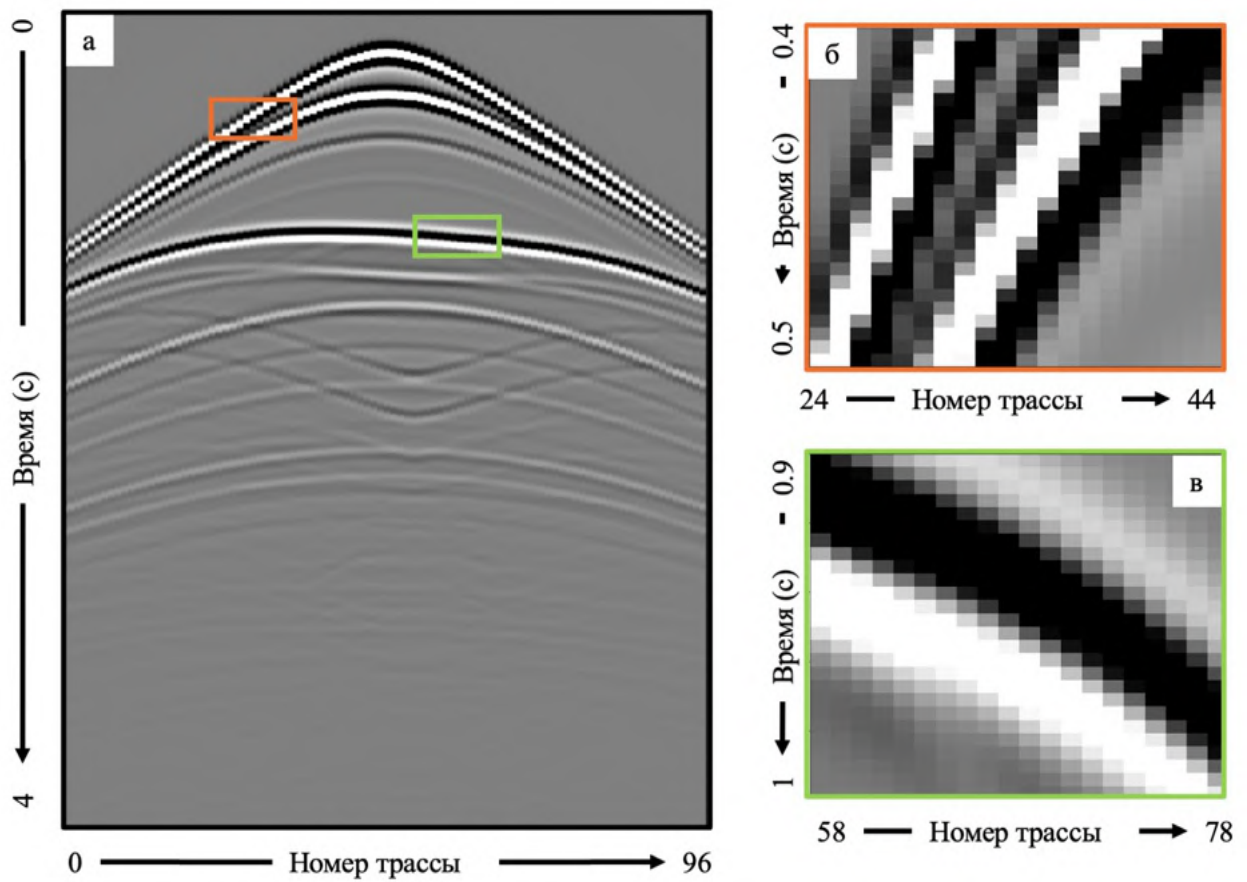 а
0
Время (с)
4
0 Номер трассы 96
б
- 0.4
Время (с)
0.5
24 Номер трассы 44
в
- 0.9
Время (с)
1
58 Номер трассы 78